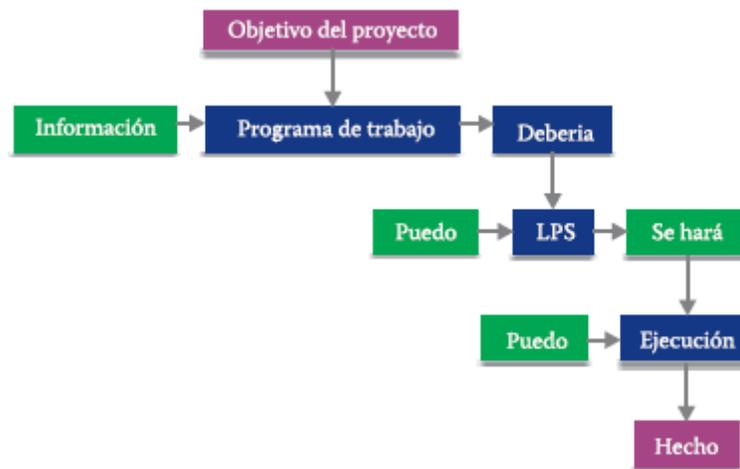 Objetivo del proyecto
Información
Programa de trabajo
Deberia
Puedo
LPS
Se hará
Puedo
Ejecución
Hecho